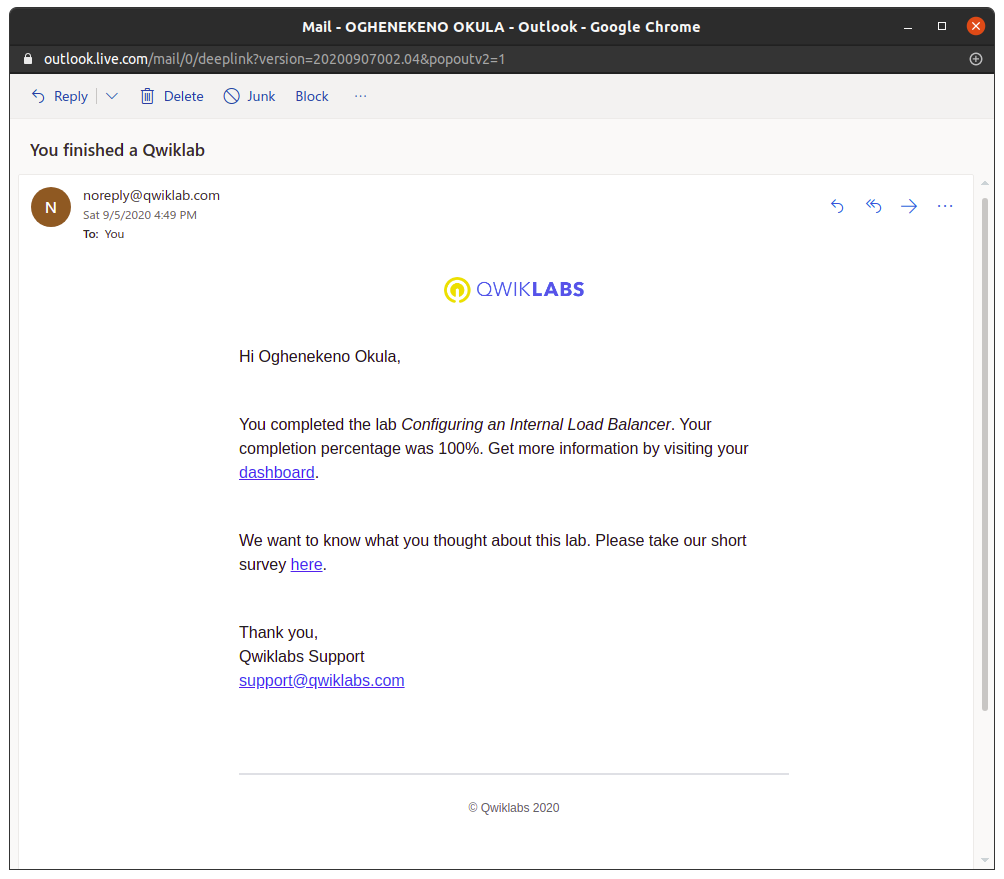 Mail - OGHENEKENO OKULA - Outlook - Google Chrome
outlook.live.com/mail/0/deeplink?version=20200907002.04&popoutv2=1
Reply Delete Junk Block ...
You finished a Qwiklab
N
noreply@qwiklab.com
Sat 9/5/2020 4:49 PM
To: You
QWIKLABS
Hi Oghenekeno Okula,
You completed the lab Configuring an Internal Load Balancer. Your
completion percentage was 100%. Get more information by visiting your
dashboard.
We want to know what you thought about this lab. Please take our short
survey here.
Thank you,
Qwiklabs Support
support@qwiklabs.com
© Qwiklabs 2020